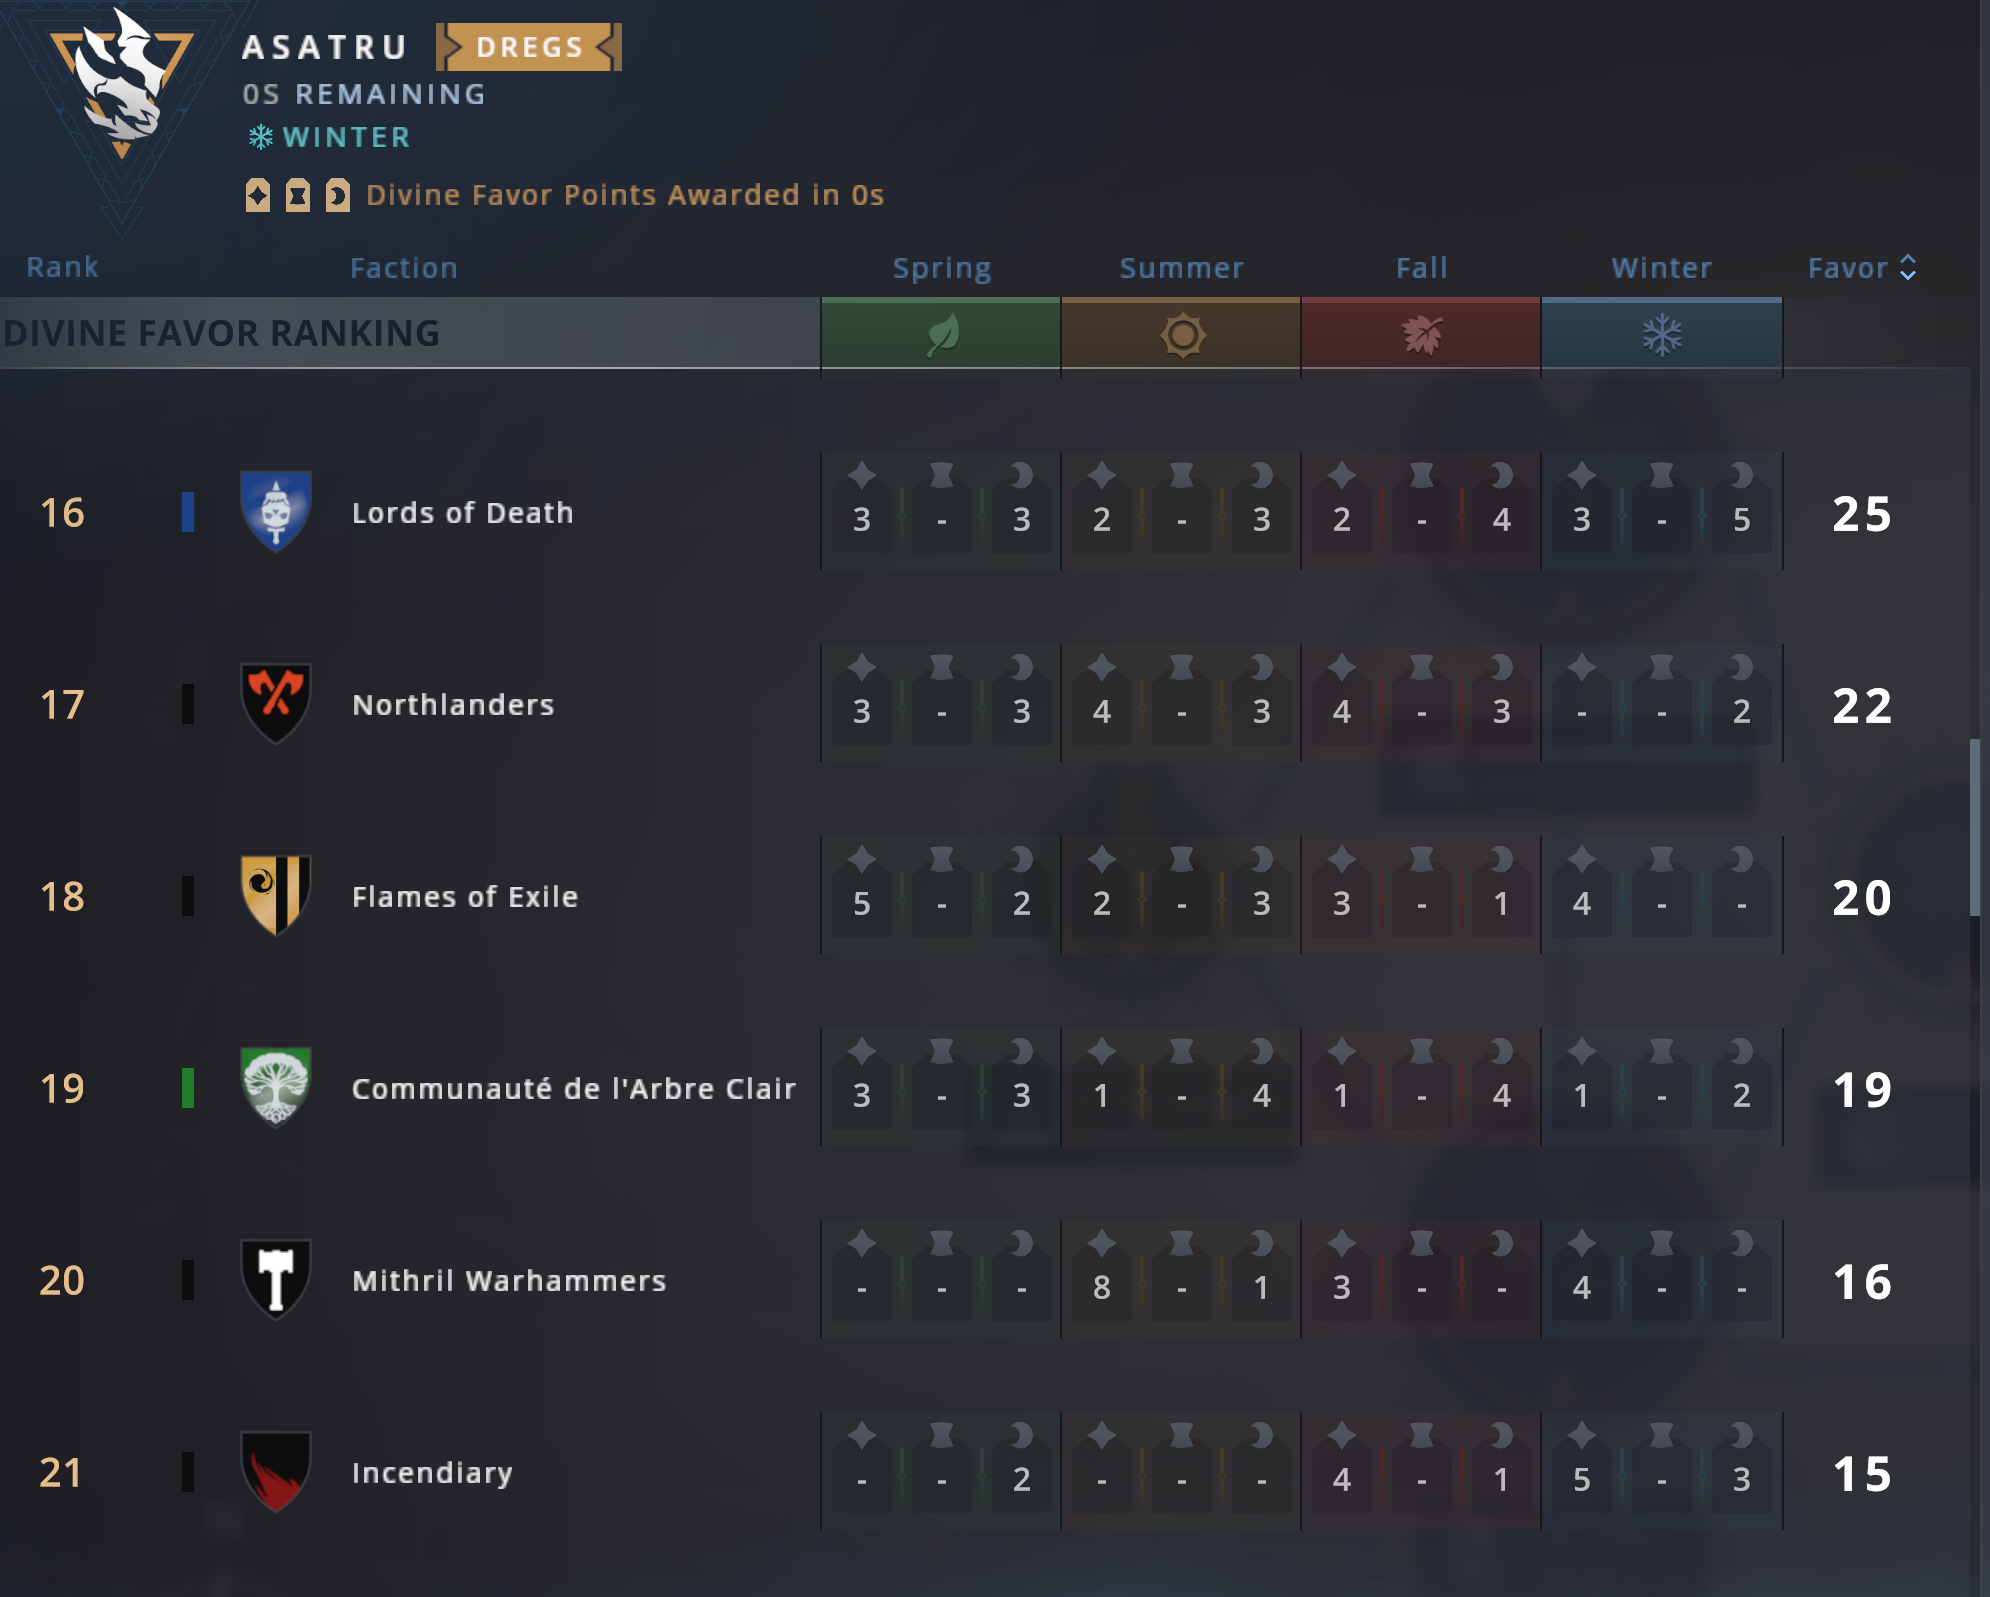 ASATRU DREGS
0S REMAINING
WINTER
Divine Favor Points Awarded in 0s
Rank Faction Spring Summer Fall Winter Favor
DIVINE FAVOR RANKING
16 Lords of Death 3 - 3 2 - 3 2 - 4 3 - 5 25
17 Northlanders 3 - 3 4 - 3 4 - 3 - - 2 22
18 Flames of Exile 5 - 2 2 - 3 3 - 1 4 - - 20
19 Communauté de l'Arbre Clair 3 - 3 1 - 4 1 - 4 1 - 2 19
20 Mithril Warhammers - - - 8 - 1 3 - - 4 - - 16
21 Incendiary - - 2 - - - 4 - 1 5 - 3 15